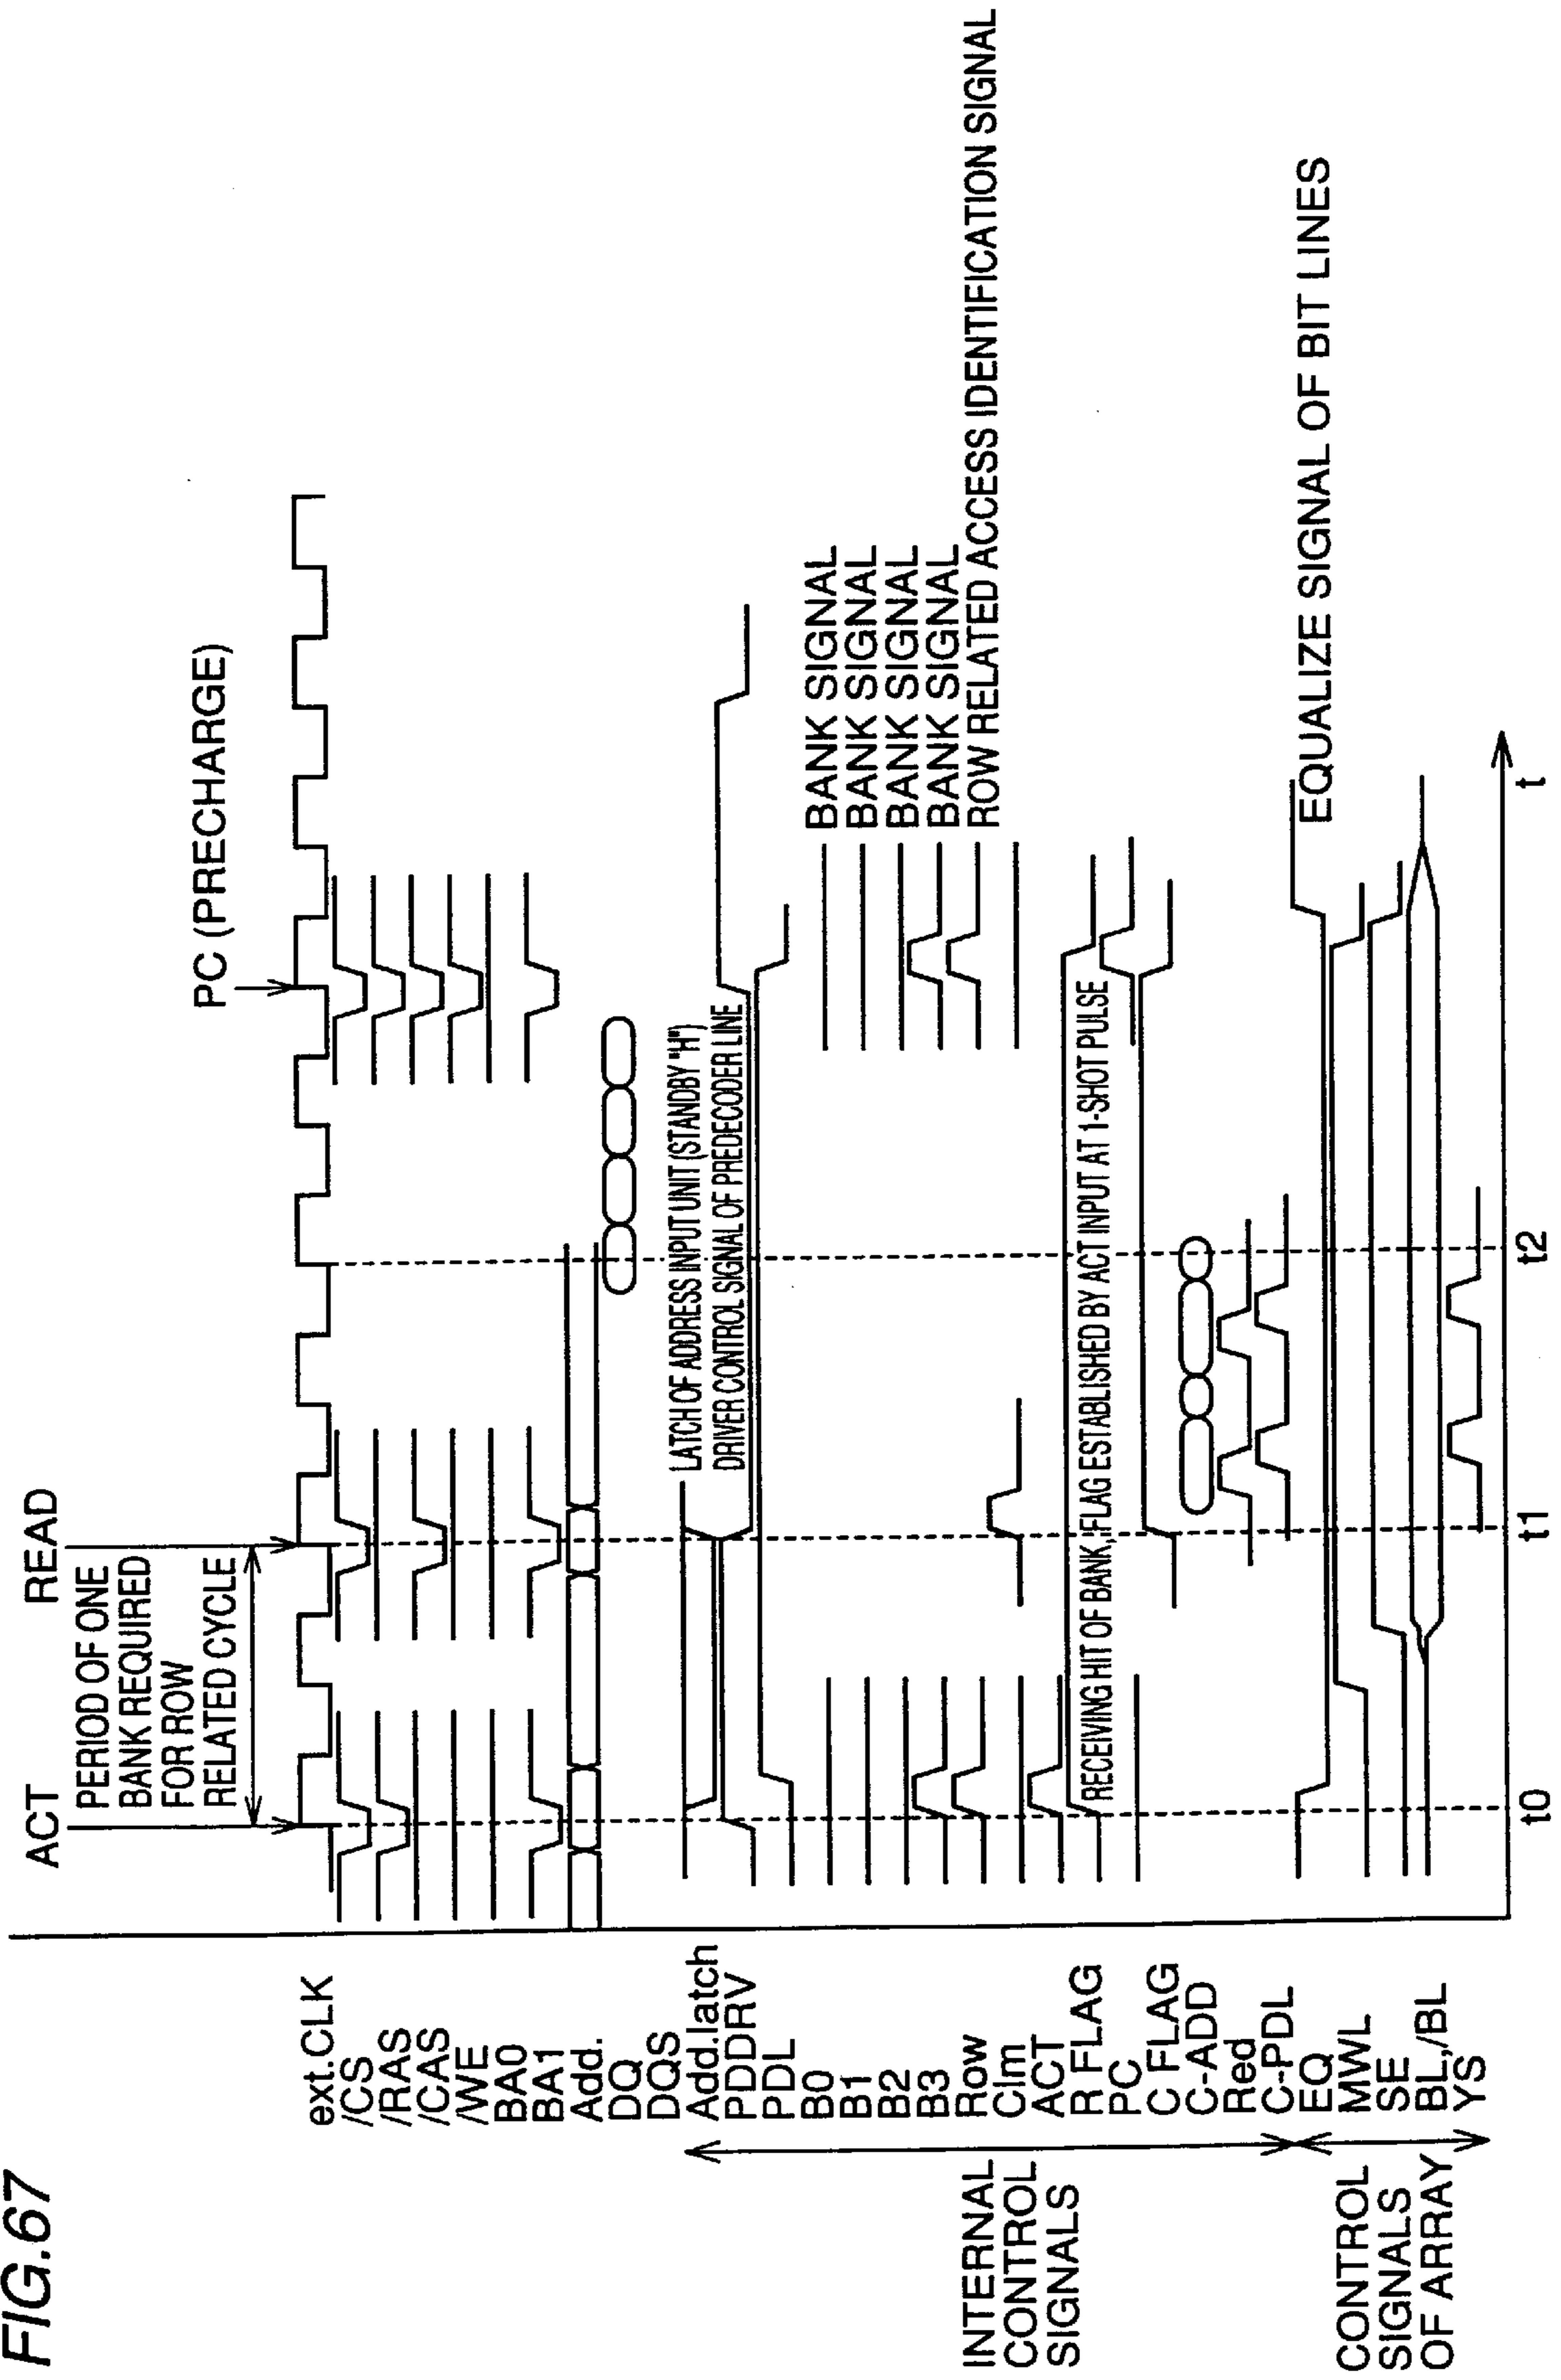 FIG.67
ACT
READ
PERIOD OF ONE
BANK REQUIRED
FOR ROW
RELATED CYCLE
PC (PRECHARGE)
ext.CLK
/CS
/RAS
/CAS
/WE
BA0
BA1
Add.
DQ
DQS
Add.latch
LATCH OF ADDRESS INPUT UNIT (STANDBY "H")
PDDRV
DRIVER CONTROL SIGNAL OF PREDECODER LINE
PDL
B0
BANK SIGNAL
B1
BANK SIGNAL
B2
BANK SIGNAL
B3
BANK SIGNAL
Row
ROW RELATED ACCESS IDENTIFICATION SIGNAL
Clm
ACT
R FLAG
RECEIVING HIT OF BANK, FLAG ESTABLISHED BY ACT INPUT AT 1-SHOT PULSE
PC
C FLAG
C-ADD
Red
C-PDL
EQ
EQUALIZE SIGNAL OF BIT LINES
MWL
SE
BL,/BL
YS
INTERNAL
CONTROL
SIGNALS
CONTROL
SIGNALS
OF ARRAY
t0
t1
t2
t